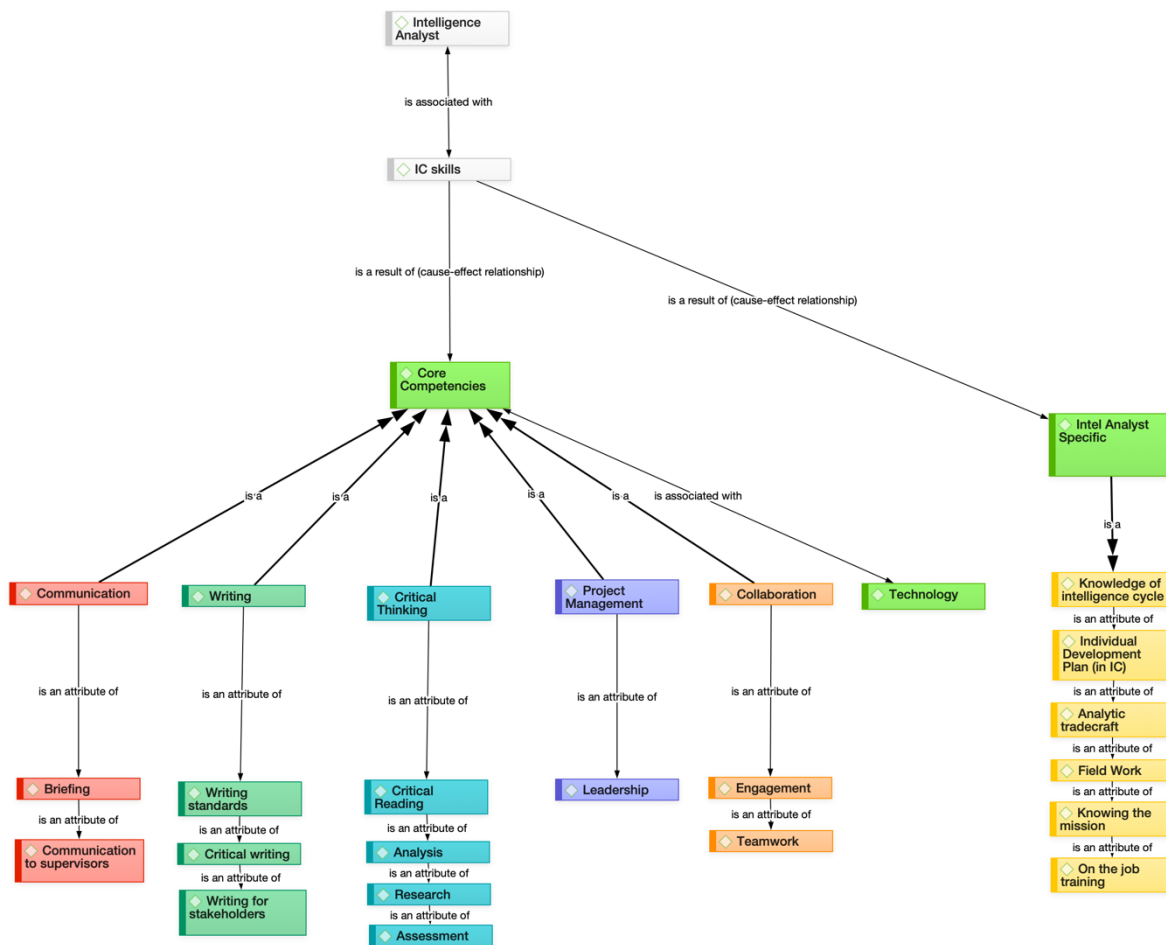 Intelligence
Analyst
is associated with
IC skills
is a result of (cause-effect relationship)
is a result of (cause-effect relationship)
Core
Competencies
Intel Analyst
Specific
is a
is a
is a
is a
is a
is associated with
is a
Communication
Writing
Critical
Thinking
Project
Management
Collaboration
Technology
Knowledge of
intelligence cycle
is an attribute of
Individual
Development
Plan (in IC)
is an attribute of
is an attribute of
is an attribute of
is an attribute of
is an attribute of
is an attribute of
Analytic
tradecraft
is an attribute of
Field Work
is an attribute of
Briefing
Writing
standards
Critical
Reading
Leadership
Engagement
Knowing the
mission
is an attribute of
is an attribute of
is an attribute of
is an attribute of
is an attribute of
Communication
to supervisors
Critical writing
Analysis
Teamwork
On the job
training
is an attribute of
is an attribute of
Writing for
stakeholders
Research
is an attribute of
Assessment